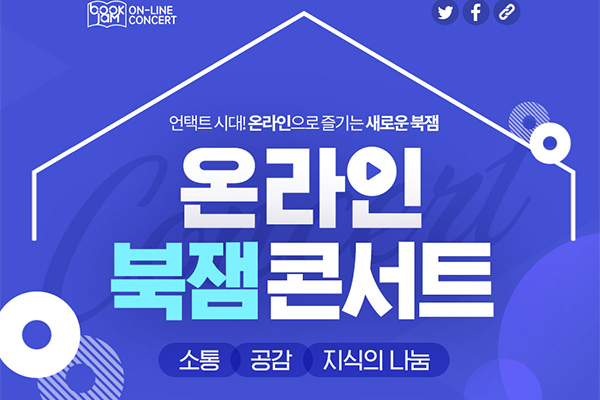 book jam ON-LINE CONCERT
언택트 시대! 온라인으로 즐기는 새로운 북잼
Concert
온라인
북잼 콘서트
소통 공감 지식의 나눔